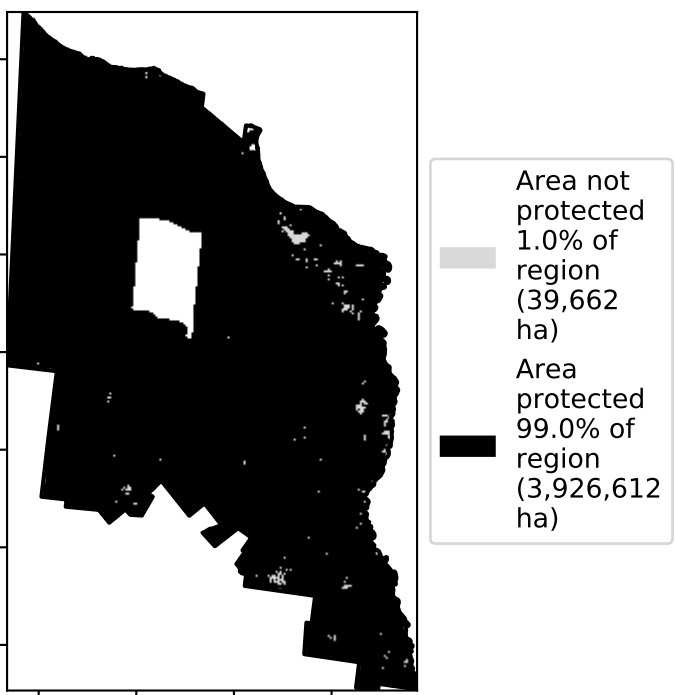 Area not
protected
1.0% of
region
(39,662
ha)
Area
protected
99.0% of
region
(3,926,612
ha)